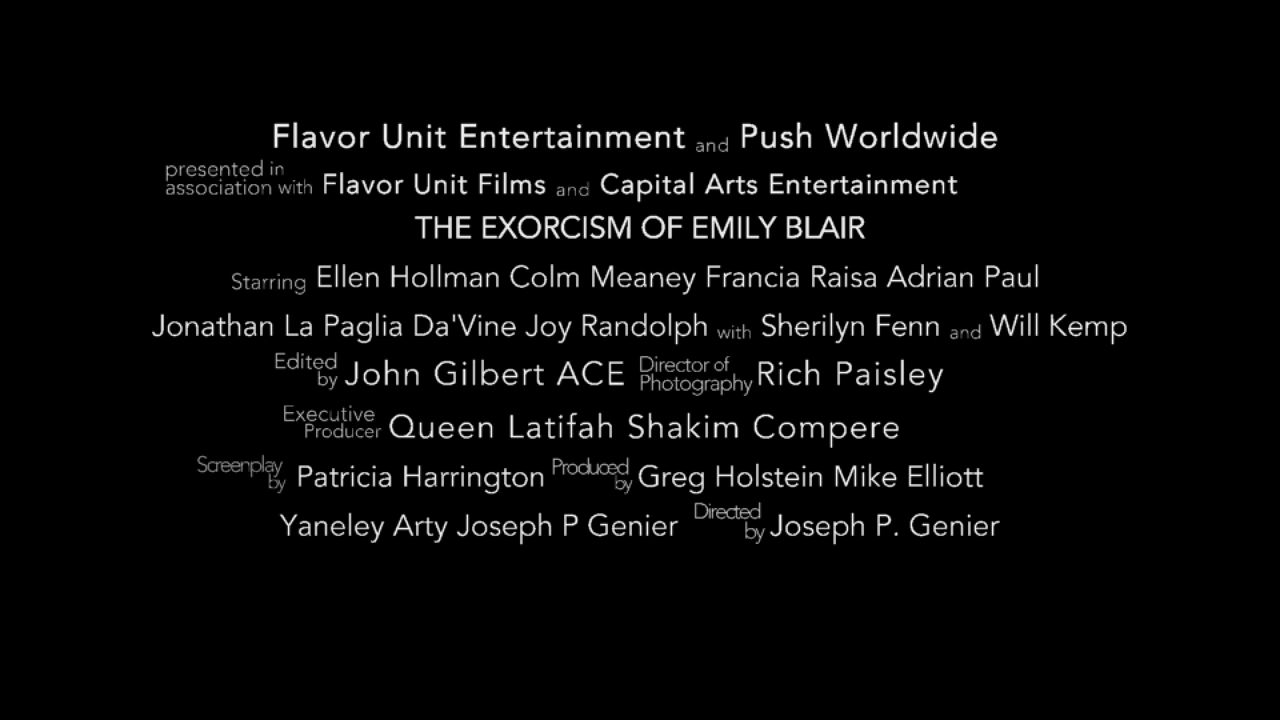 Flavor Unit Entertainment and Push Worldwide
presented in association with Flavor Unit Films and Capital Arts Entertainment
THE EXORCISM OF EMILY BLAIR
Starring Ellen Hollman Colm Meaney Francia Raisa Adrian Paul
Jonathan La Paglia Da'Vine Joy Randolph with Sherilyn Fenn and Will Kemp
Edited by John Gilbert ACE Director of Photography Rich Paisley
Executive Producer Queen Latifah Shakim Compere
Screenplay by Patricia Harrington Produced by Greg Holstein Mike Elliott
Yaneley Arty Joseph P Genier Directed by Joseph P. Genier